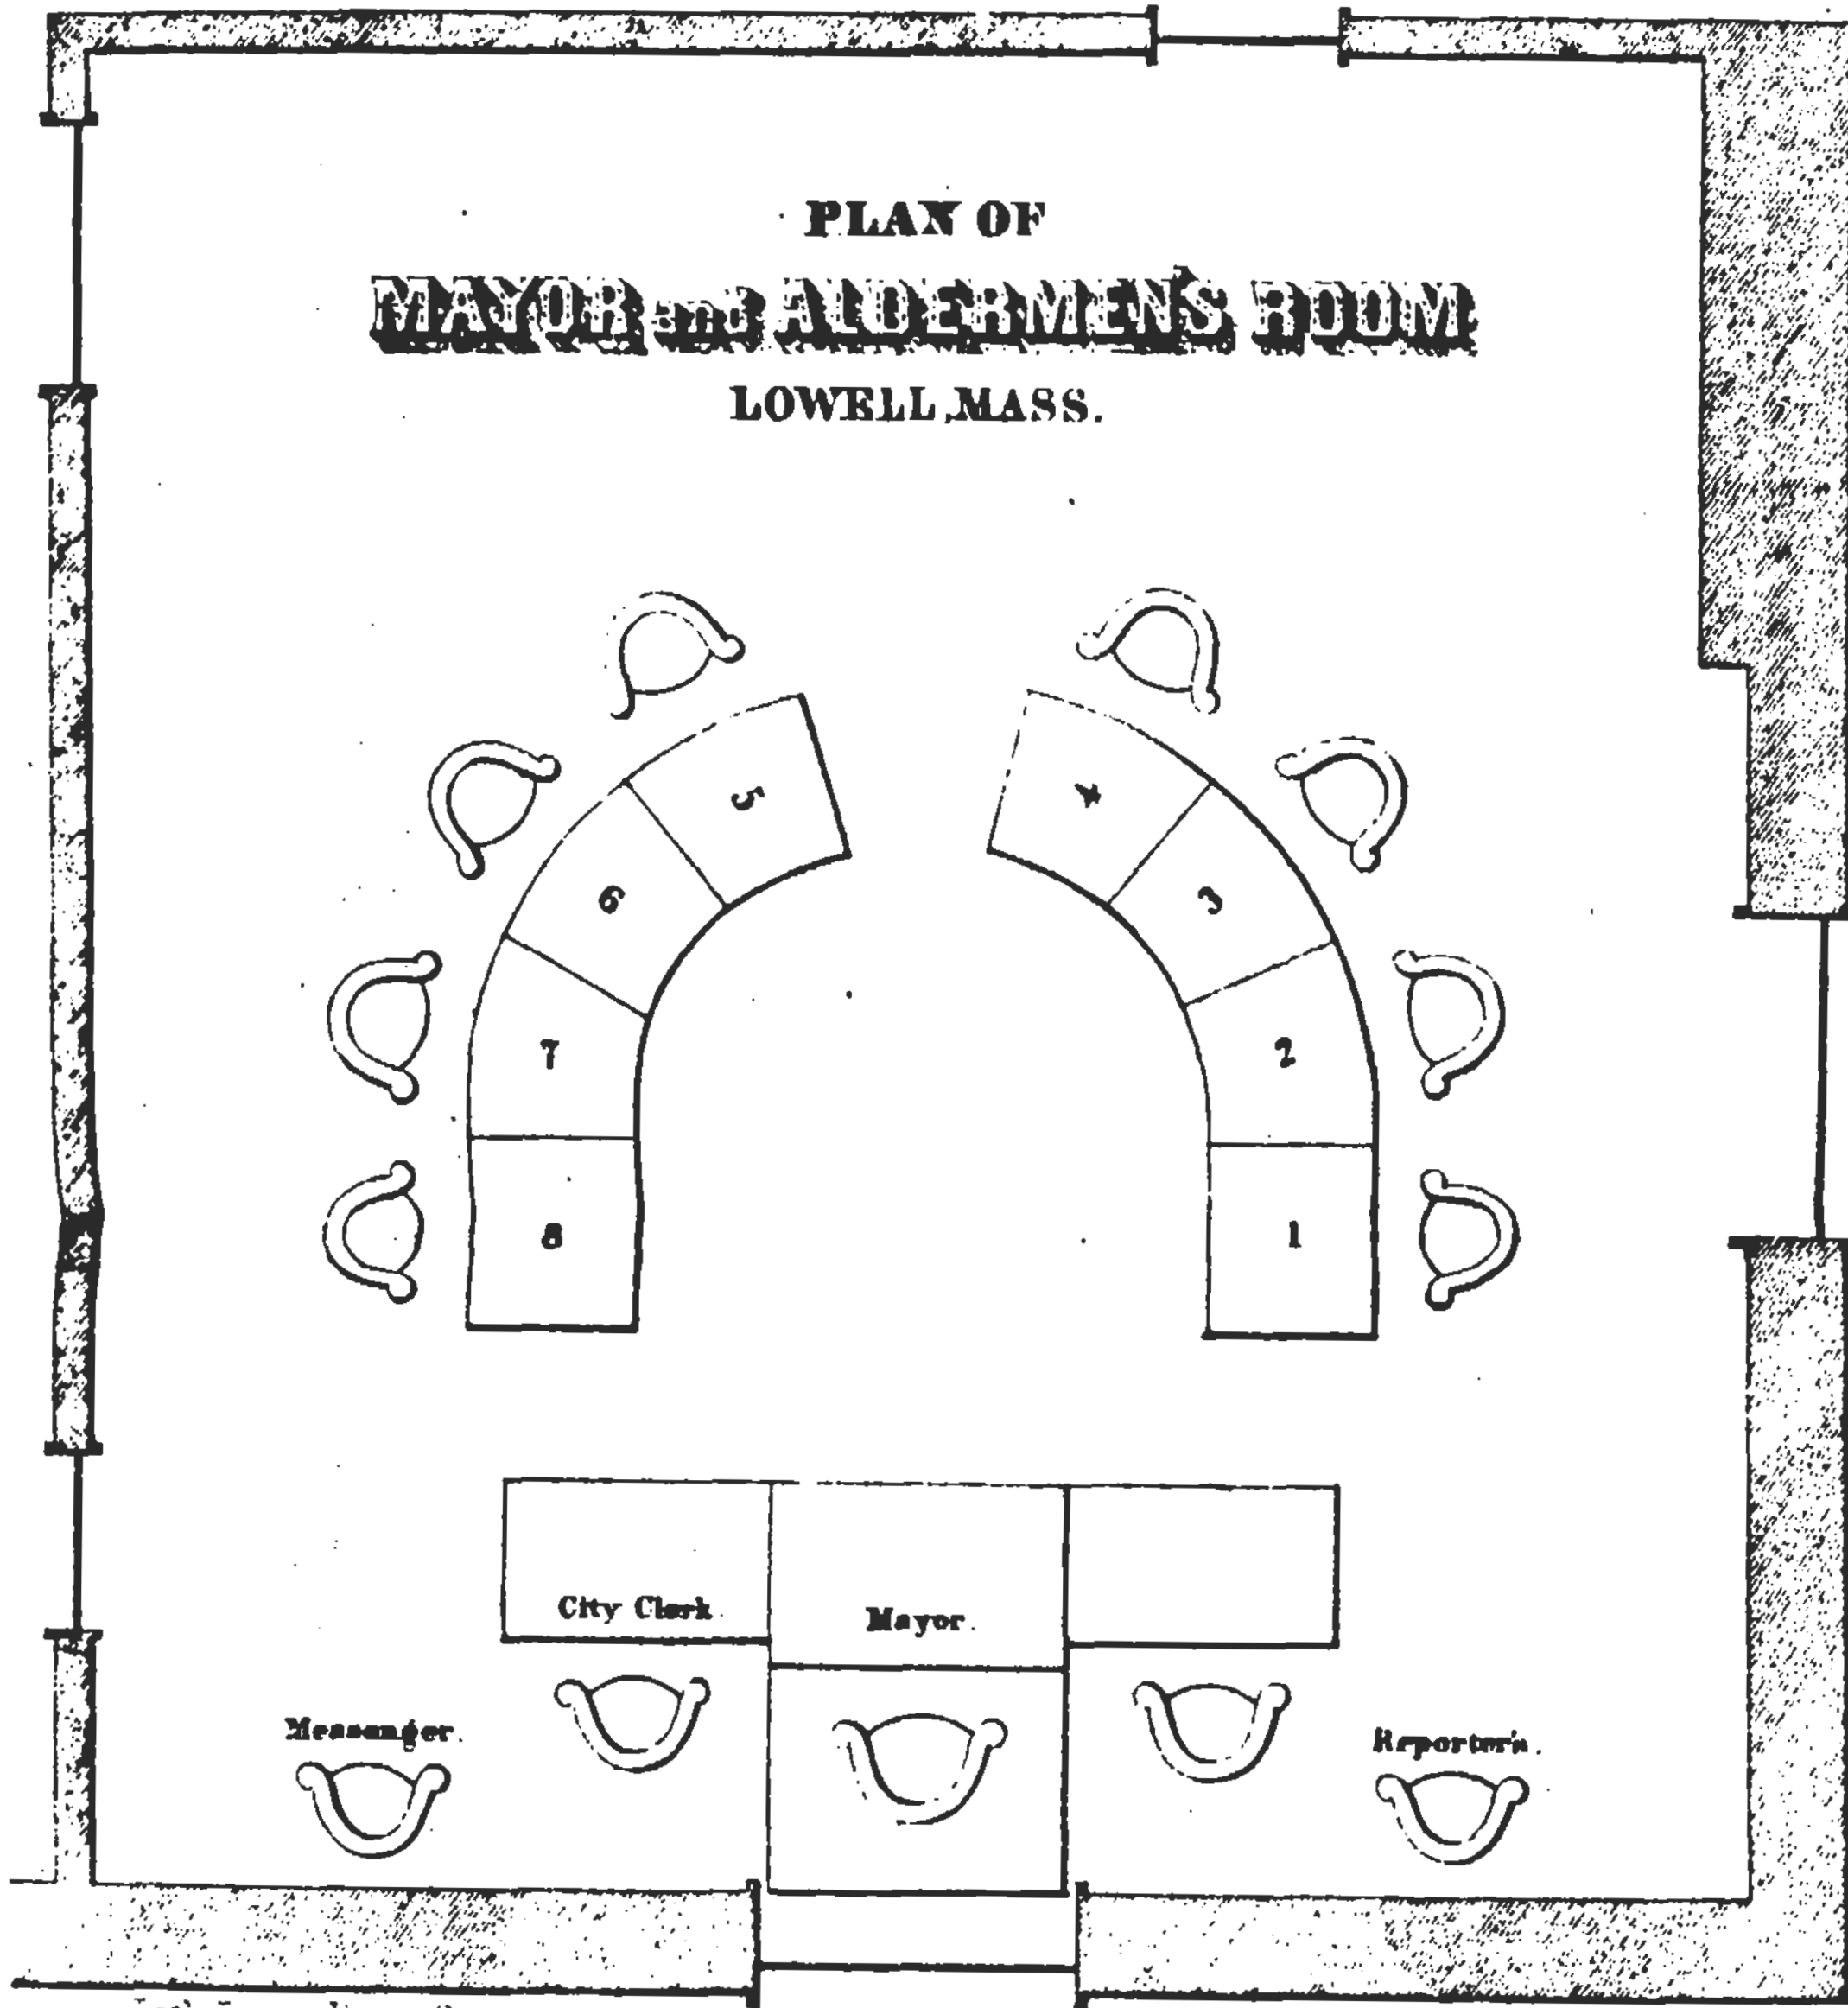 PLAN OF
MAYOR and ALDERMEN'S ROOM
LOWELL, MASS.
5
4
6
3
7
2
8
1
City Clerk.
Mayor.
Messenger.
Reporter's.